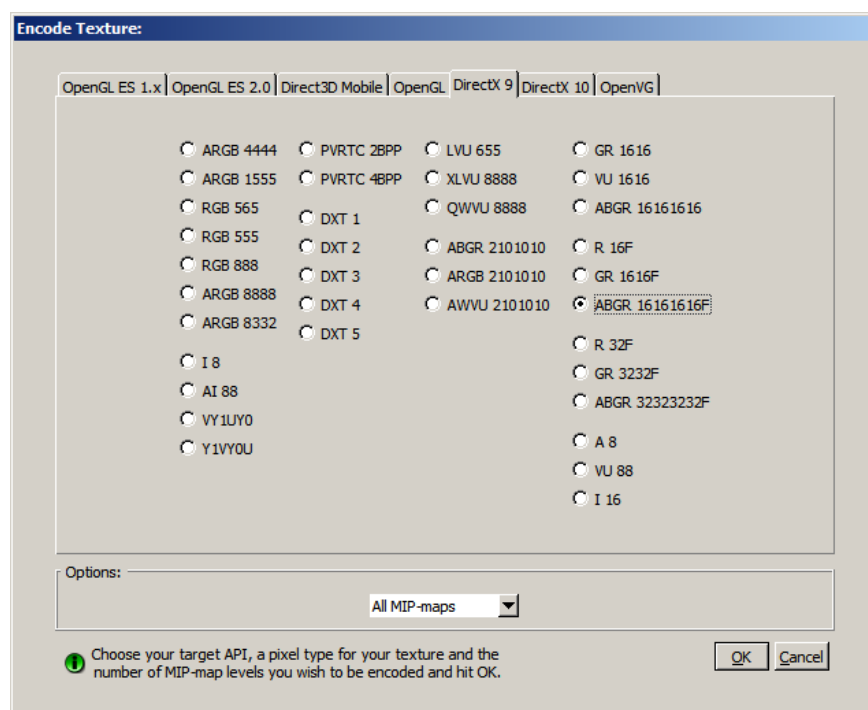 Encode Texture:
OpenGL ES 1.x OpenGL ES 2.0 Direct3D Mobile OpenGL DirectX 9 DirectX 10 OpenVG
ARGB 4444
ARGB 1555
RGB 565
RGB 555
RGB 888
ARGB 8888
ARGB 8332
I 8
AI 88
VY1UY0
Y1VY0U
PVRTC 2BPP
PVRTC 4BPP
DXT 1
DXT 2
DXT 3
DXT 4
DXT 5
LVU 655
XLVU 8888
QWVU 8888
ABGR 2101010
ARGB 2101010
AWVU 2101010
GR 1616
VU 1616
ABGR 16161616
R 16F
GR 1616F
ABGR 16161616F
R 32F
GR 3232F
ABGR 32323232F
A 8
VU 88
I 16
Options:
All MIP-maps
Choose your target API, a pixel type for your texture and the
number of MIP-map levels you wish to be encoded and hit OK.
OK Cancel